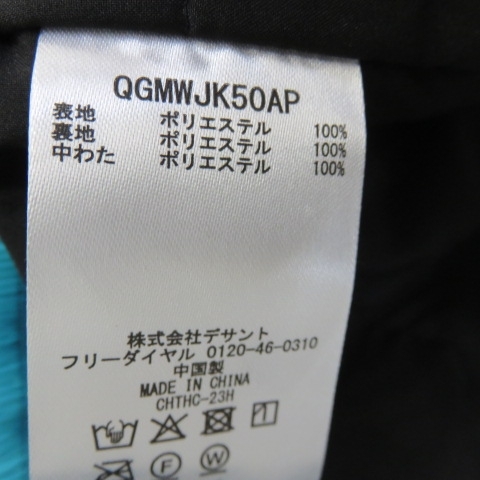 QGMWJK50AP
表地 ポリエステル 100%
裏地 ポリエステル 100%
中わた ポリエステル 100%
株式会社デサント
フリーダイヤル 0120-46-0310
中国製
MADE IN CHINA
CHTHC-23H
F W